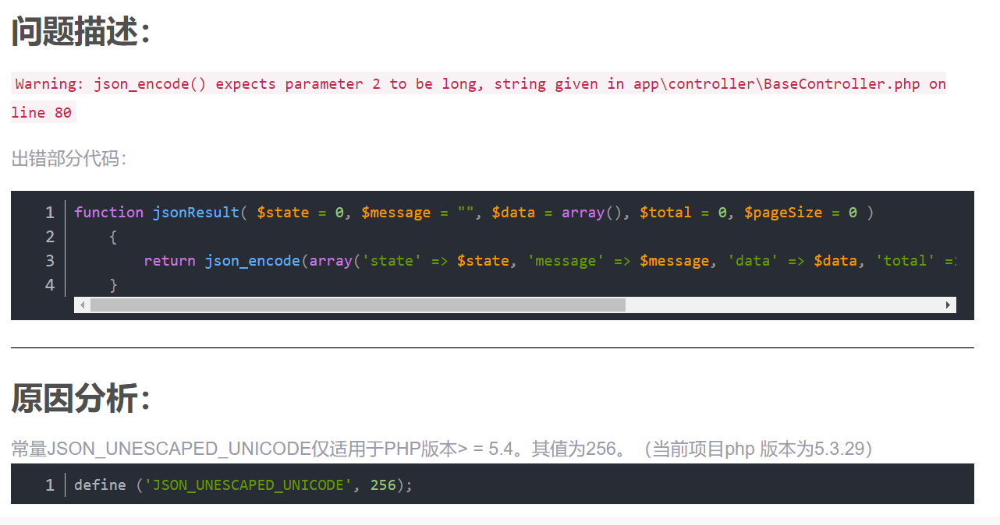 问题描述：
Warning: json_encode() expects parameter 2 to be long, string given in app\controller\BaseController.php on
line 80
出错部分代码：
1 function jsonResult( $state = 0, $message = "", $data = array(), $total = 0, $pageSize = 0 )
2 {
3 return json_encode(array('state' => $state, 'message' => $message, 'data' => $data, 'total' =
4 }
原因分析：
常量JSON_UNESCAPED_UNICODE仅适用于PHP版本> = 5.4。其值为256。（当前项目php 版本为5.3.29）
1 define ('JSON_UNESCAPED_UNICODE', 256);